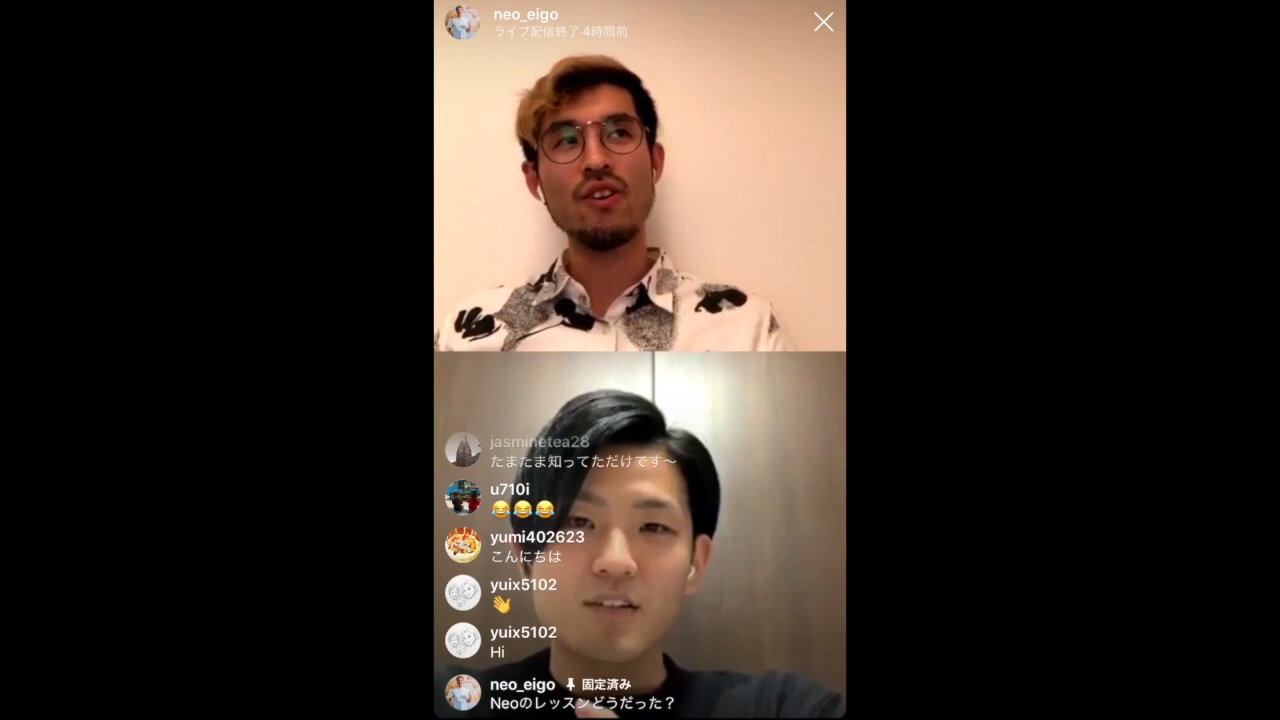 neo_eigo
ライブ配信終了·4時間前
jasminetea28
たまたま知ってただけです〜
u710i
😂😂😂
yumi402623
こんにちは
yuix5102
👋
yuix5102
Hi
neo_eigo 📌 固定済み
Neoのレッスンどうだった？